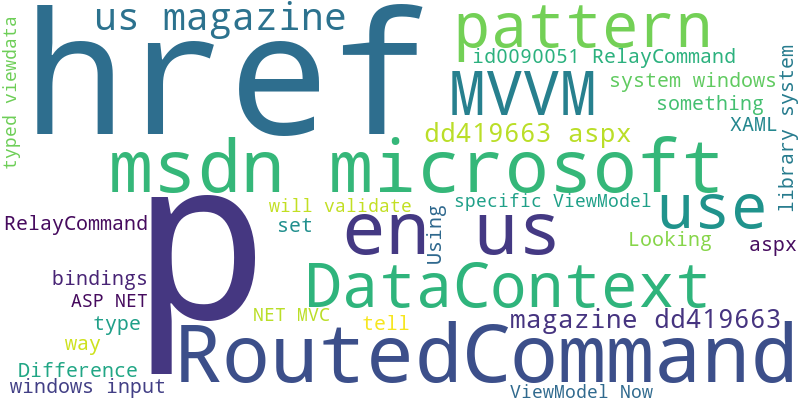 us magazine
href
pattern
typed viewdata
id0090051 RelayCommand
system windows
MVVM
something
library system
XAML
dd419663 aspx
msdn microsoft
p
will validate
specific ViewModel
use
RelayCommand
set
en us
Using
Looking
aspx
bindings
DataContext
ASP NET
type
NET MVC
tell
magazine dd419663
way
RoutedCommand
Difference
windows input
ViewModel Now